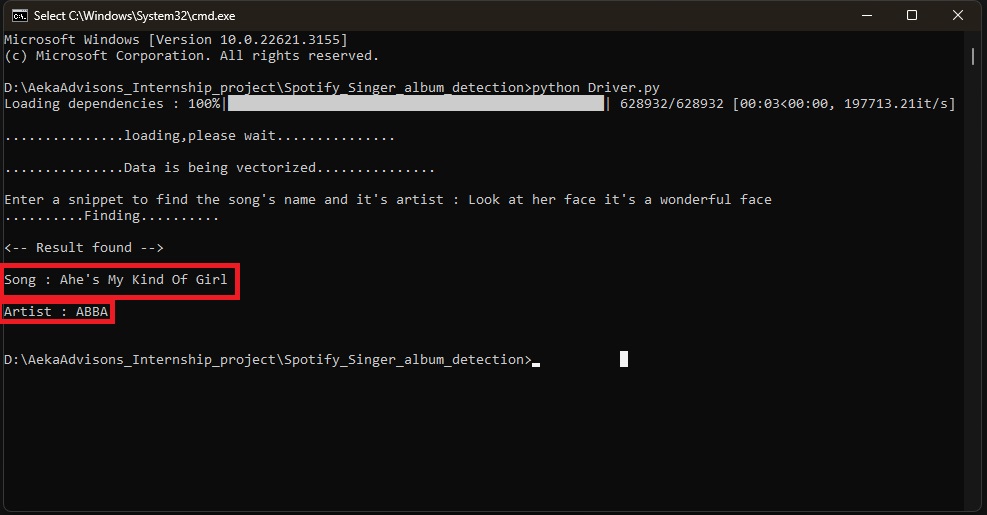 Select C:\Windows\System32\cmd.exe
Microsoft Windows [Version 10.0.22621.3155]
(c) Microsoft Corporation. All rights reserved.
D:\AekaAdvisons_Internship_project\Spotify_Singer_album_detection>python Driver.py
Loading dependencies : 100%|| 628932/628932 [00:03<00:00, 197713.21it/s]
...............loading,please wait...............
...............Data is being vectorized...............
Enter a snippet to find the song's name and it's artist : Look at her face it's a wonderful face
..........Finding..........
<-- Result found -->
Song : Ahe's My Kind Of Girl
Artist : ABBA
D:\AekaAdvisons_Internship_project\Spotify_Singer_album_detection>